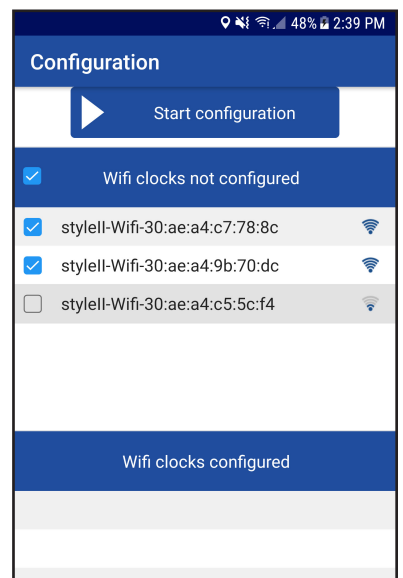 48% 2:39 PM
Configuration
Start configuration
Wifi clocks not configured
styleII-Wifi-30:ae:a4:c7:78:8c
styleII-Wifi-30:ae:a4:9b:70:dc
styleII-Wifi-30:ae:a4:c5:5c:f4
Wifi clocks configured